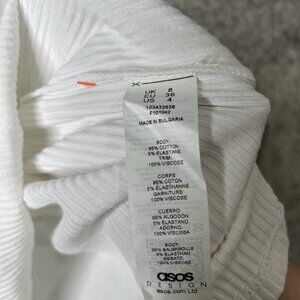 UK 8
EU 36
US 4
MADE IN BULGARIA
BODY
95% COTTON
5% ELASTANE
TRIM:
100% VISCOSE
CORPS:
95% COTON
5% ELASTHANNE
GARNITURE:
100% VISCOSE
CUERPO
95% ALGODÓN
5% ELASTANO
ADORNO:
100% VISCOSA
BODY:
95% BAUMWOLLE
5% ELASTHAN
BESATZ:
100% VISKOSE
asos
DESIGN
asos.com Ltd